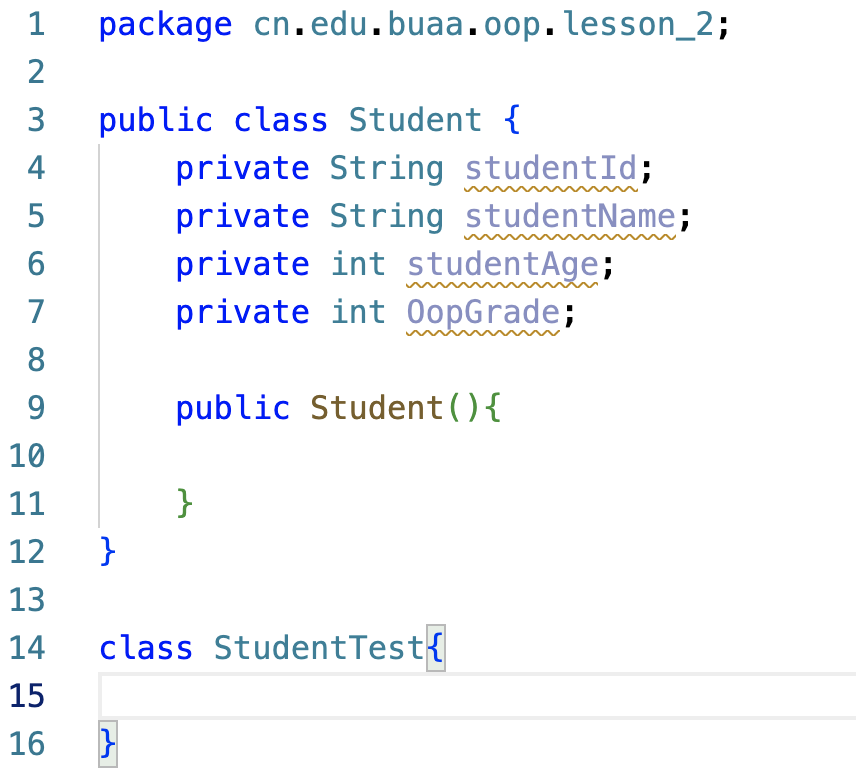 1 package cn.edu.buaa.oop.lesson_2;
2
3 public class Student {
4     private String studentId;
5     private String studentName;
6     private int studentAge;
7     private int OopGrade;
8
9     public Student(){
10
11     }
12 }
13
14 class StudentTest{
15
16 }